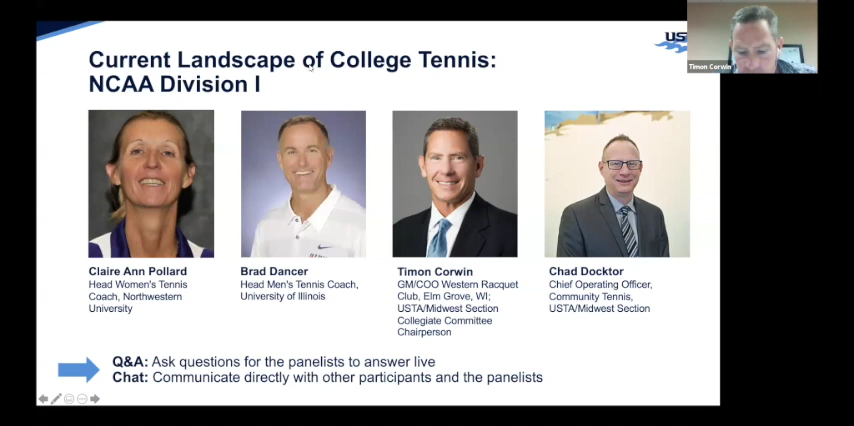 Current Landscape of College Tennis:
NCAA Division I
US
Timon Corwin
Claire Ann Pollard
Head Women's Tennis
Coach, Northwestern
University
Brad Dancer
Head Men's Tennis Coach,
University of Illinois
Timon Corwin
GM/COO Western Racquet
Club, Elm Grove, WI;
USTA/Midwest Section
Collegiate Committee
Chairperson
Chad Docktor
Chief Operating Officer,
Community Tennis,
USTA/Midwest Section
Q&A: Ask questions for the panelists to answer live
Chat: Communicate directly with other participants and the panelists